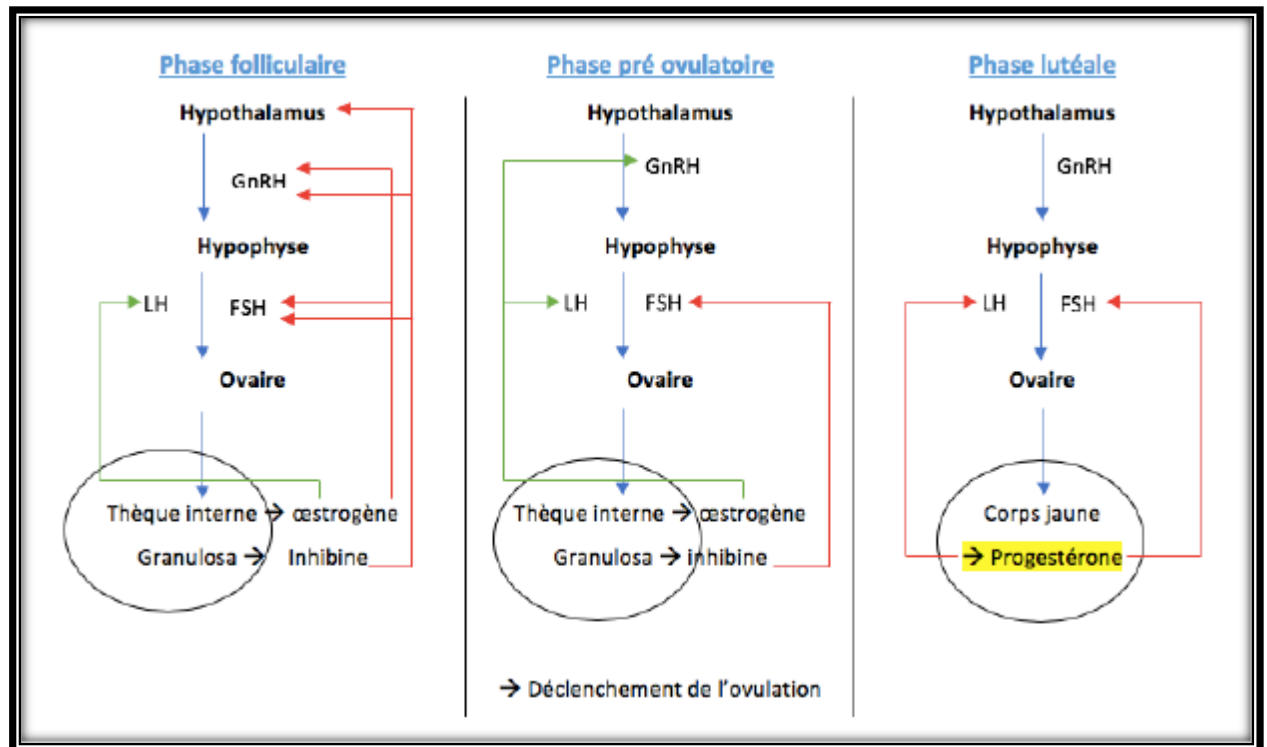 Phase folliculaire
Hypothalamus
GnRH
Hypophyse
LH
FSH
Ovaire
Thèque interne → œstrogène
Granulosa → Inhibine
Phase pré ovulatoire
Hypothalamus
GnRH
Hypophyse
LH
FSH
Ovaire
Thèque interne → œstrogène
Granulosa → inhibine
→ Déclenchement de l'ovulation
Phase lutéale
Hypothalamus
GnRH
Hypophyse
LH
FSH
Ovaire
Corps jaune
→ Progestérone